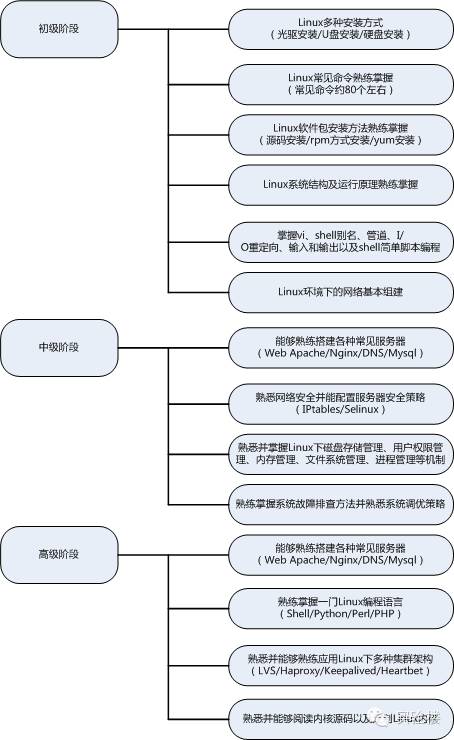 初级阶段
Linux多种安装方式
（光驱安装/U盘安装/硬盘安装）
Linux常见命令熟练掌握
（常见命令约80个左右）
Linux软件包安装方法熟练掌握
（源码安装/rpm方式安装/yum安装）
Linux系统结构及运行原理熟练掌握
掌握vi、shell别名、管道、I/
O重定向、输入和输出以及shell简单脚本编程
Linux环境下的网络基本组建
中级阶段
能够熟练搭建各种常见服务器
（Web Apache/Nginx/DNS/Mysql）
熟悉网络安全并能配置服务器安全策略
（IPtables/Selinux）
熟悉并掌握Linux下磁盘存储管理、用户权限管
理、内存管理、文件系统管理、进程管理等机制
熟练掌握系统故障排查方法并熟悉系统调优策略
高级阶段
能够熟练搭建各种常见服务器
（Web Apache/Nginx/DNS/Mysql）
熟练掌握一门Linux编程语言
（Shell/Python/Perl/PHP）
熟悉并能够熟练应用Linux下多种集群架构
（LVS/Haproxy/Keepalived/Heartbet）
熟悉并能够阅读内核源码以及 制Linux内核